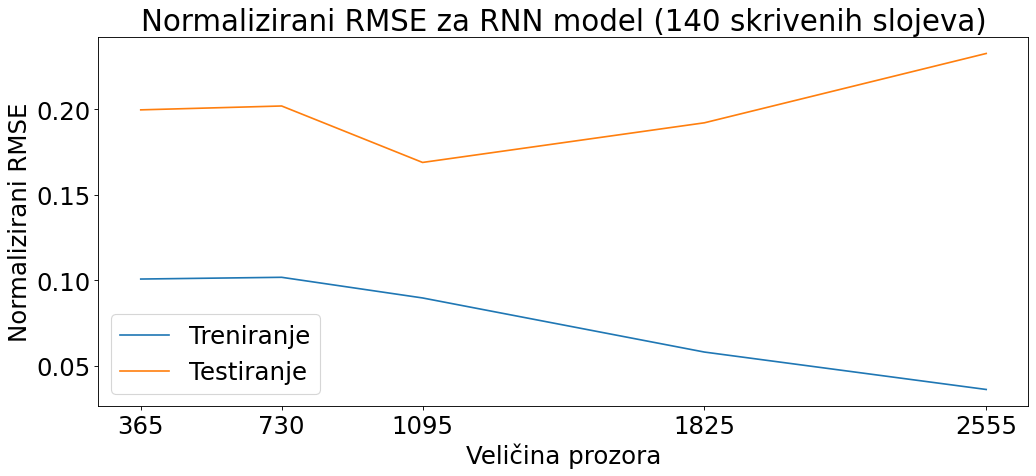 Normalizirani RMSE za RNN model (140 skrivenih slojeva)
Normalizirani RMSE
0.20
0.15
0.10
0.05
Treniranje
Testiranje
365 730 1095 1825 2555
Veličina prozora